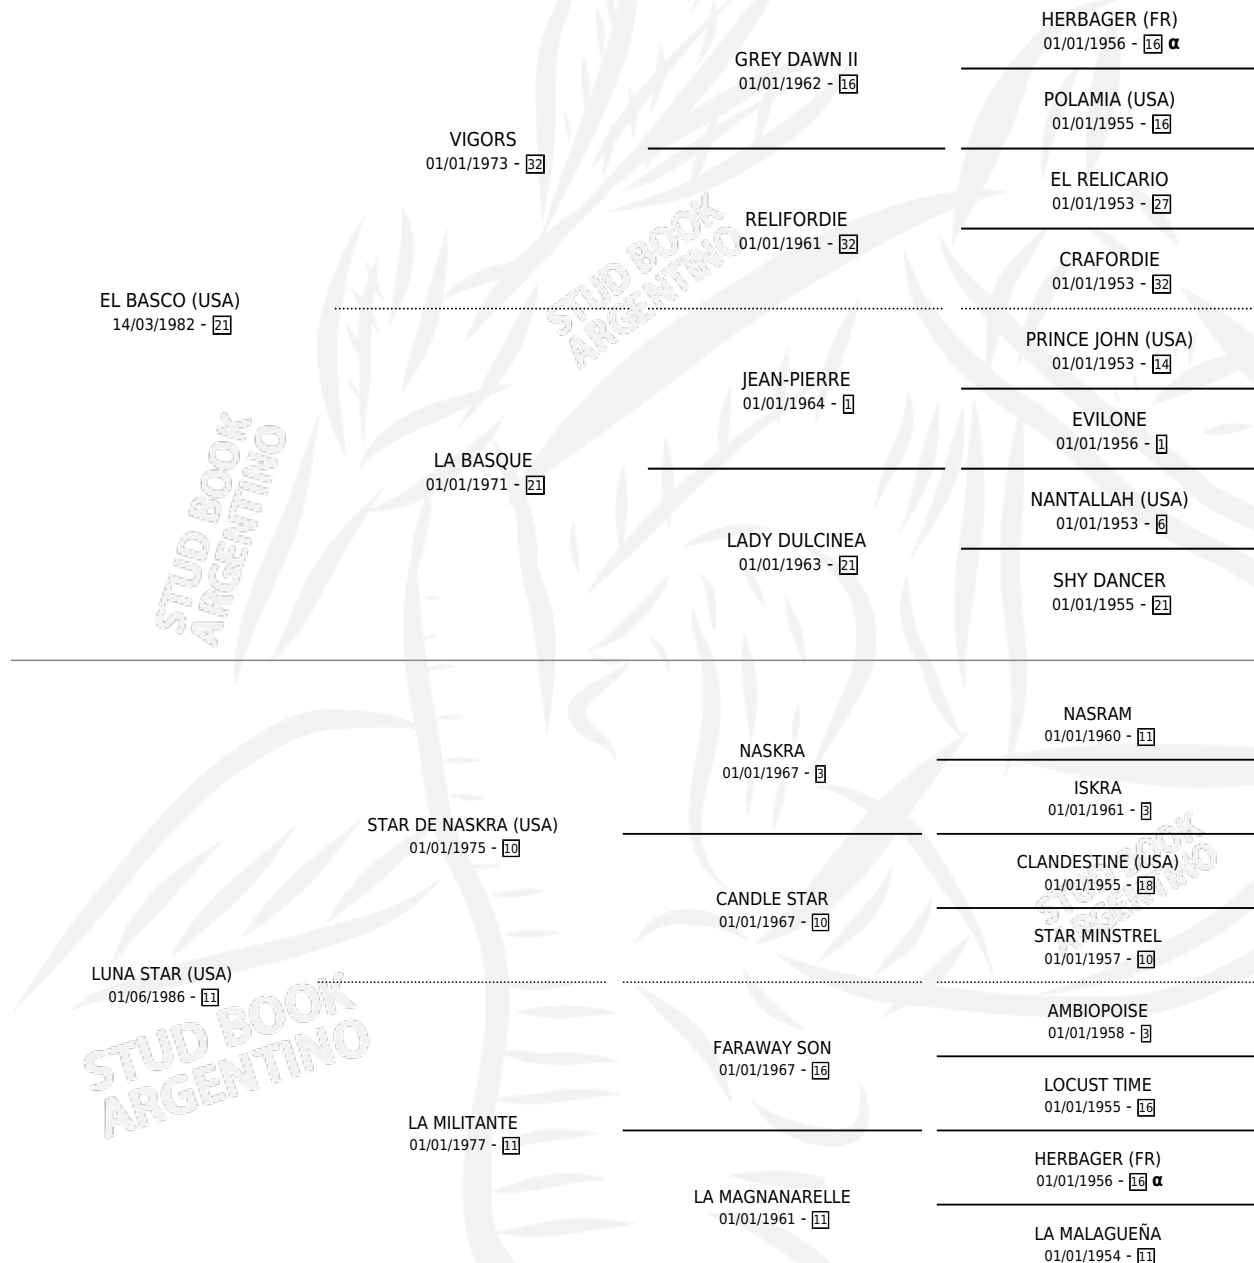 HERBAGER (FR)
01/01/1956 - 16 α
GREY DAWN II
01/01/1962 - 16
POLAMIA (USA)
01/01/1955 - 16
VIGORS
01/01/1973 - 32
EL RELICARIO
01/01/1953 - 27
RELIFORDIE
01/01/1961 - 32
CRAFORDIE
01/01/1953 - 32
EL BASCO (USA)
14/03/1982 - 21
PRINCE JOHN (USA)
01/01/1953 - 14
JEAN-PIERRE
01/01/1964 - 1
EVILONE
01/01/1956 - 1
LA BASQUE
01/01/1971 - 21
NANTALLAH (USA)
01/01/1953 - 6
LADY DULCINEA
01/01/1963 - 21
SHY DANCER
01/01/1955 - 21
STUD BOOK
ARGENTINO
STUD BOOK
ARGENTINO
NASRAM
01/01/1960 - 11
NASKRA
01/01/1967 - 3
ISKRA
01/01/1961 - 3
STAR DE NASKRA (USA)
01/01/1975 - 10
CLANDESTINE (USA)
01/01/1955 - 18
CANDLE STAR
01/01/1967 - 10
STAR MINSTREL
01/01/1957 - 10
LUNA STAR (USA)
01/06/1986 - 11
AMBIOPOISE
01/01/1958 - 3
FARAWAY SON
01/01/1967 - 16
LOCUST TIME
01/01/1955 - 16
LA MILITANTE
01/01/1977 - 11
HERBAGER (FR)
01/01/1956 - 16 α
LA MAGNANARELLE
01/01/1961 - 11
LA MALAGUEÑA
01/01/1954 - 11
STUD BOOK
ARGENTINO
STUD BOOK
ARGENTINO